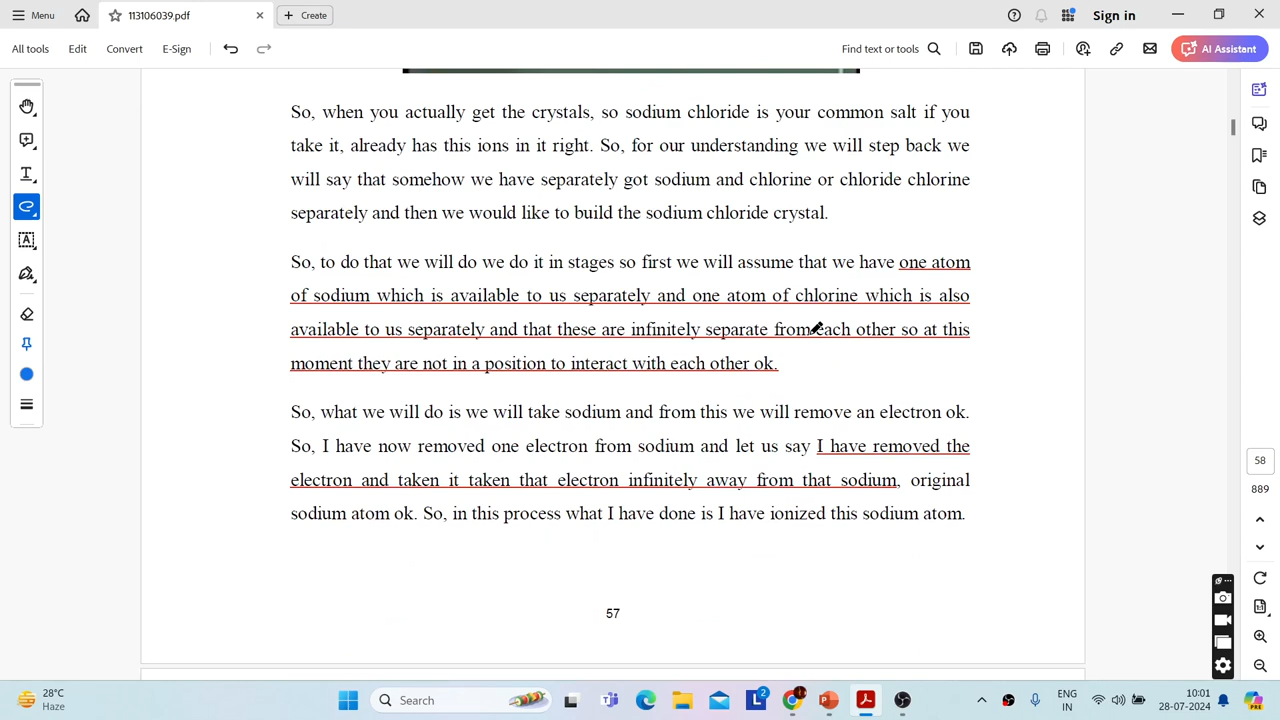 Menu
113106039.pdf
Create
Sign in
All tools
Edit
Convert
E-Sign
Find text or tools
AI Assistant
So, when you actually get the crystals, so sodium chloride is your common salt if you
take it, already has this ions in it right. So, for our understanding we will step back we
will say that somehow we have separately got sodium and chlorine or chloride chlorine
separately and then we would like to build the sodium chloride crystal.
So, to do that we will do we do it in stages so first we will assume that we have one atom
of sodium which is available to us separately and one atom of chlorine which is also
available to us separately and that these are infinitely separate from each other so at this
moment they are not in a position to interact with each other ok.
So, what we will do is we will take sodium and from this we will remove an electron ok.
So, I have now removed one electron from sodium and let us say I have removed the
electron and taken it taken that electron infinitely away from that sodium, original
sodium atom ok. So, in this process what I have done is I have ionized this sodium atom.
57
58
889
28°C
Haze
Search
2
ENG
IN
10:01
28-07-2024